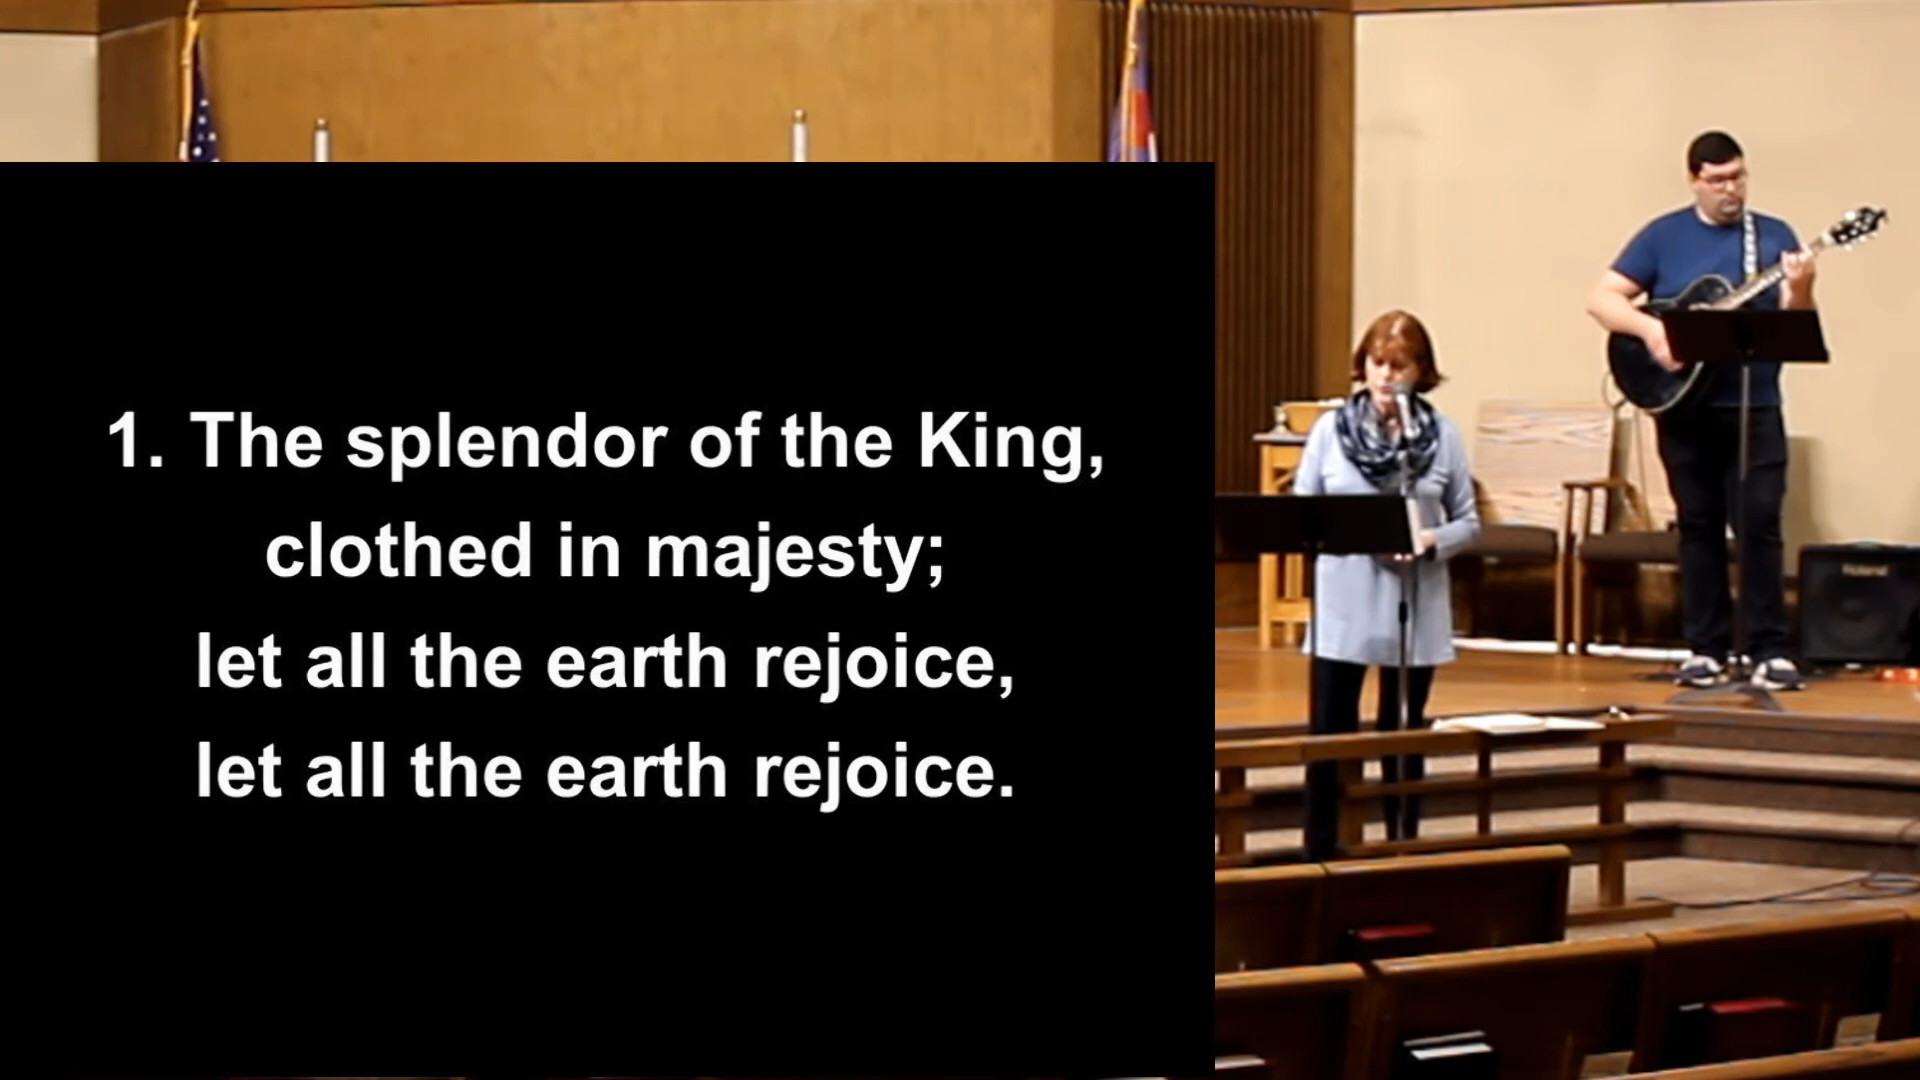 1. The splendor of the King,
clothed in majesty;
let all the earth rejoice,
let all the earth rejoice.
Roland